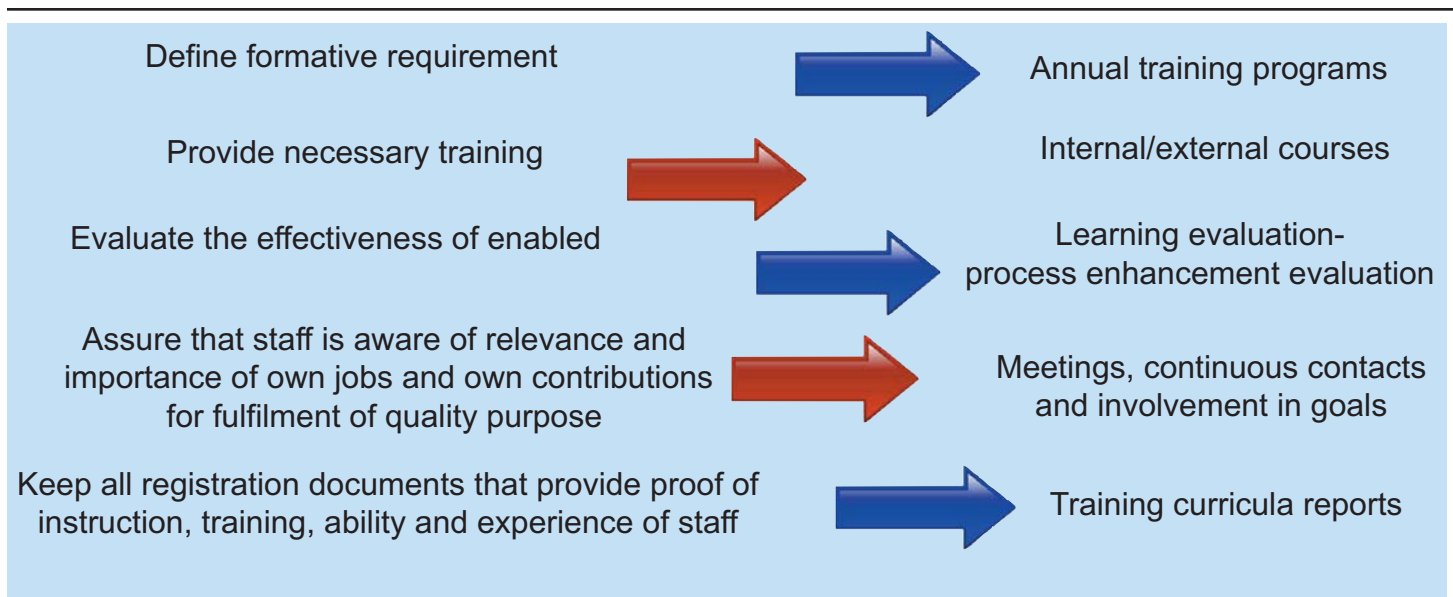 Define formative requirement
Annual training programs
Provide necessary training
Internal/external courses
Evaluate the effectiveness of enabled
Learning evaluation-
process enhancement evaluation
Assure that staff is aware of relevance and
importance of own jobs and own contributions
for fulfilment of quality purpose
Meetings, continuous contacts
and involvement in goals
Keep all registration documents that provide proof of
instruction, training, ability and experience of staff
Training curricula reports